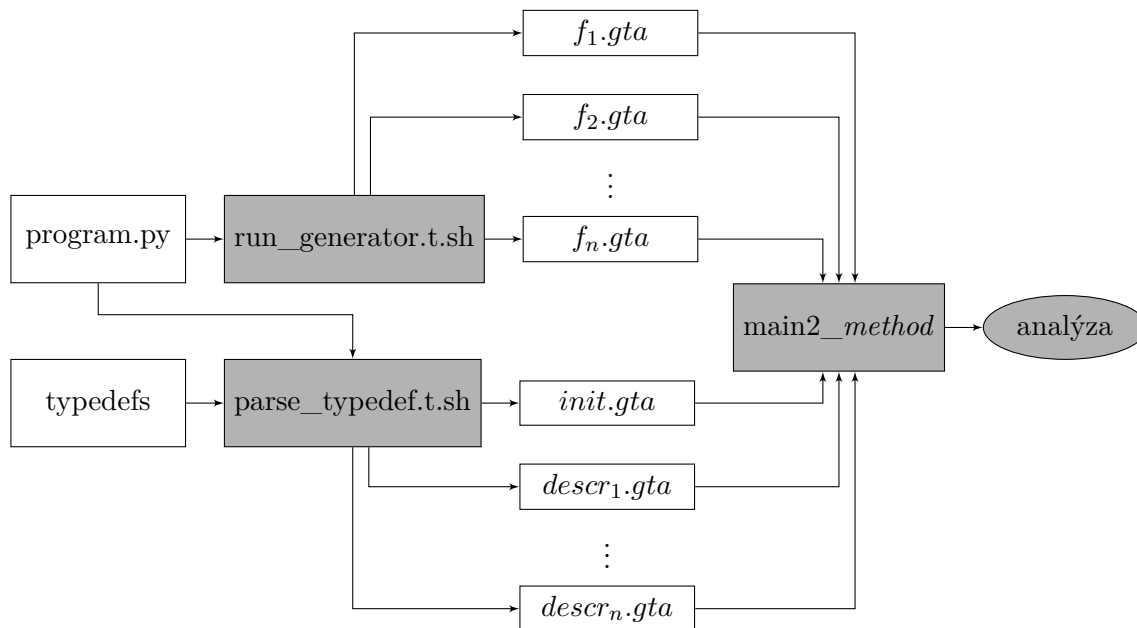 f₁.gta
f₂.gta
⋮
program.py
run_generator.t.sh
fₙ.gta
main2_method
analýza
typedefs
parse_typedef.t.sh
init.gta
descr₁.gta
⋮
descrₙ.gta